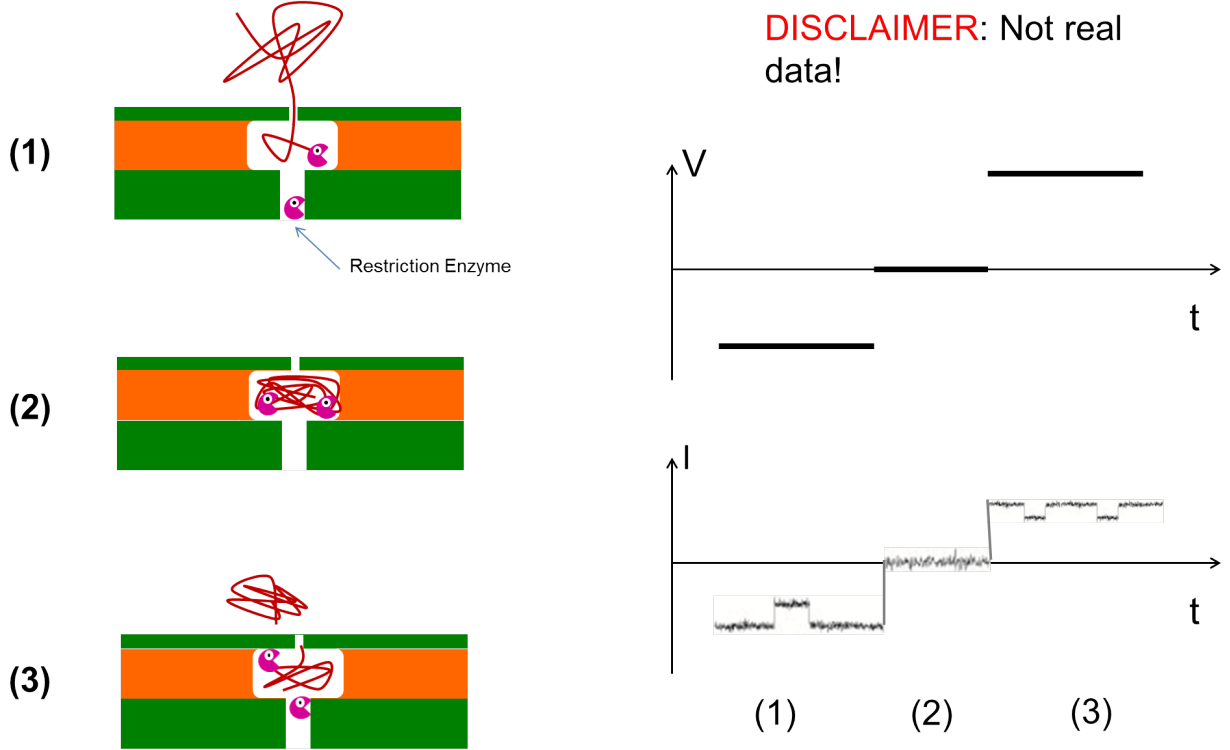 DISCLAIMER: Not real
data!
(1)
Restriction Enzyme
(2)
(3)
V
t
I
t
(1)
(2)
(3)